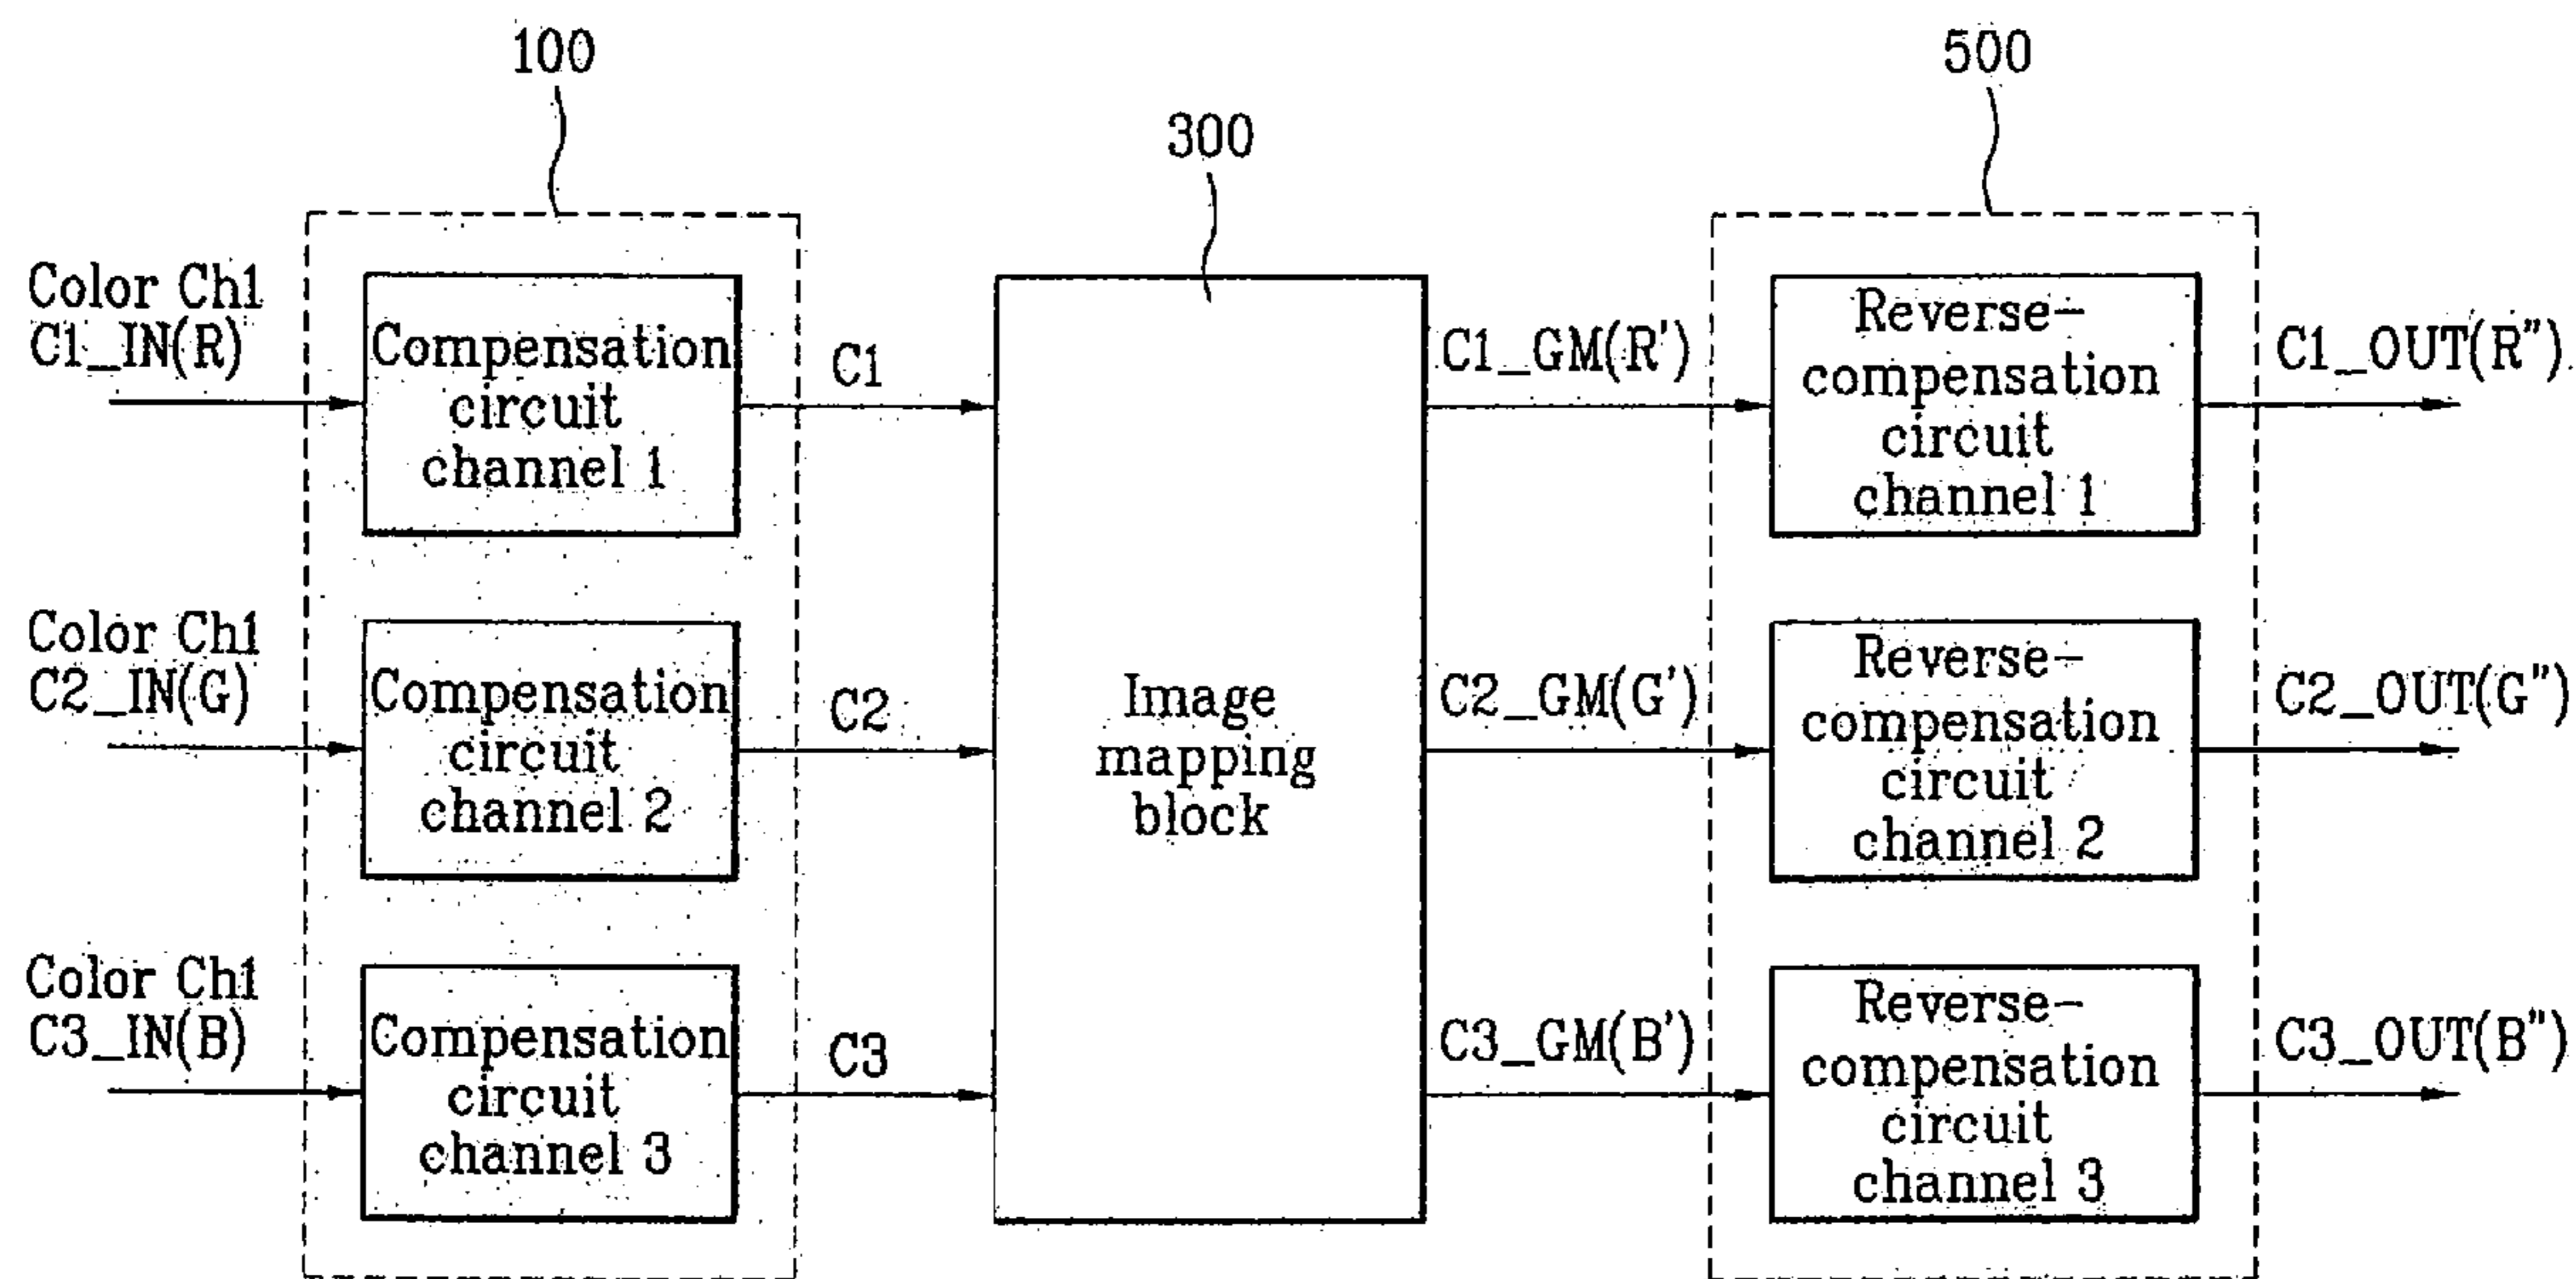 100
500
300
Color Ch1
C1_IN(R)
Compensation
circuit
channel 1
C1
C1_GM(R')
Reverse-
compensation
circuit
channel 1
C1_OUT(R")
Color Ch1
C2_IN(G)
Compensation
circuit
channel 2
C2
Image
mapping
block
C2_GM(G')
Reverse-
compensation
circuit
channel 2
C2_OUT(G")
Color Ch1
C3_IN(B)
Compensation
circuit
channel 3
C3
C3_GM(B')
Reverse-
compensation
circuit
channel 3
C3_OUT(B")